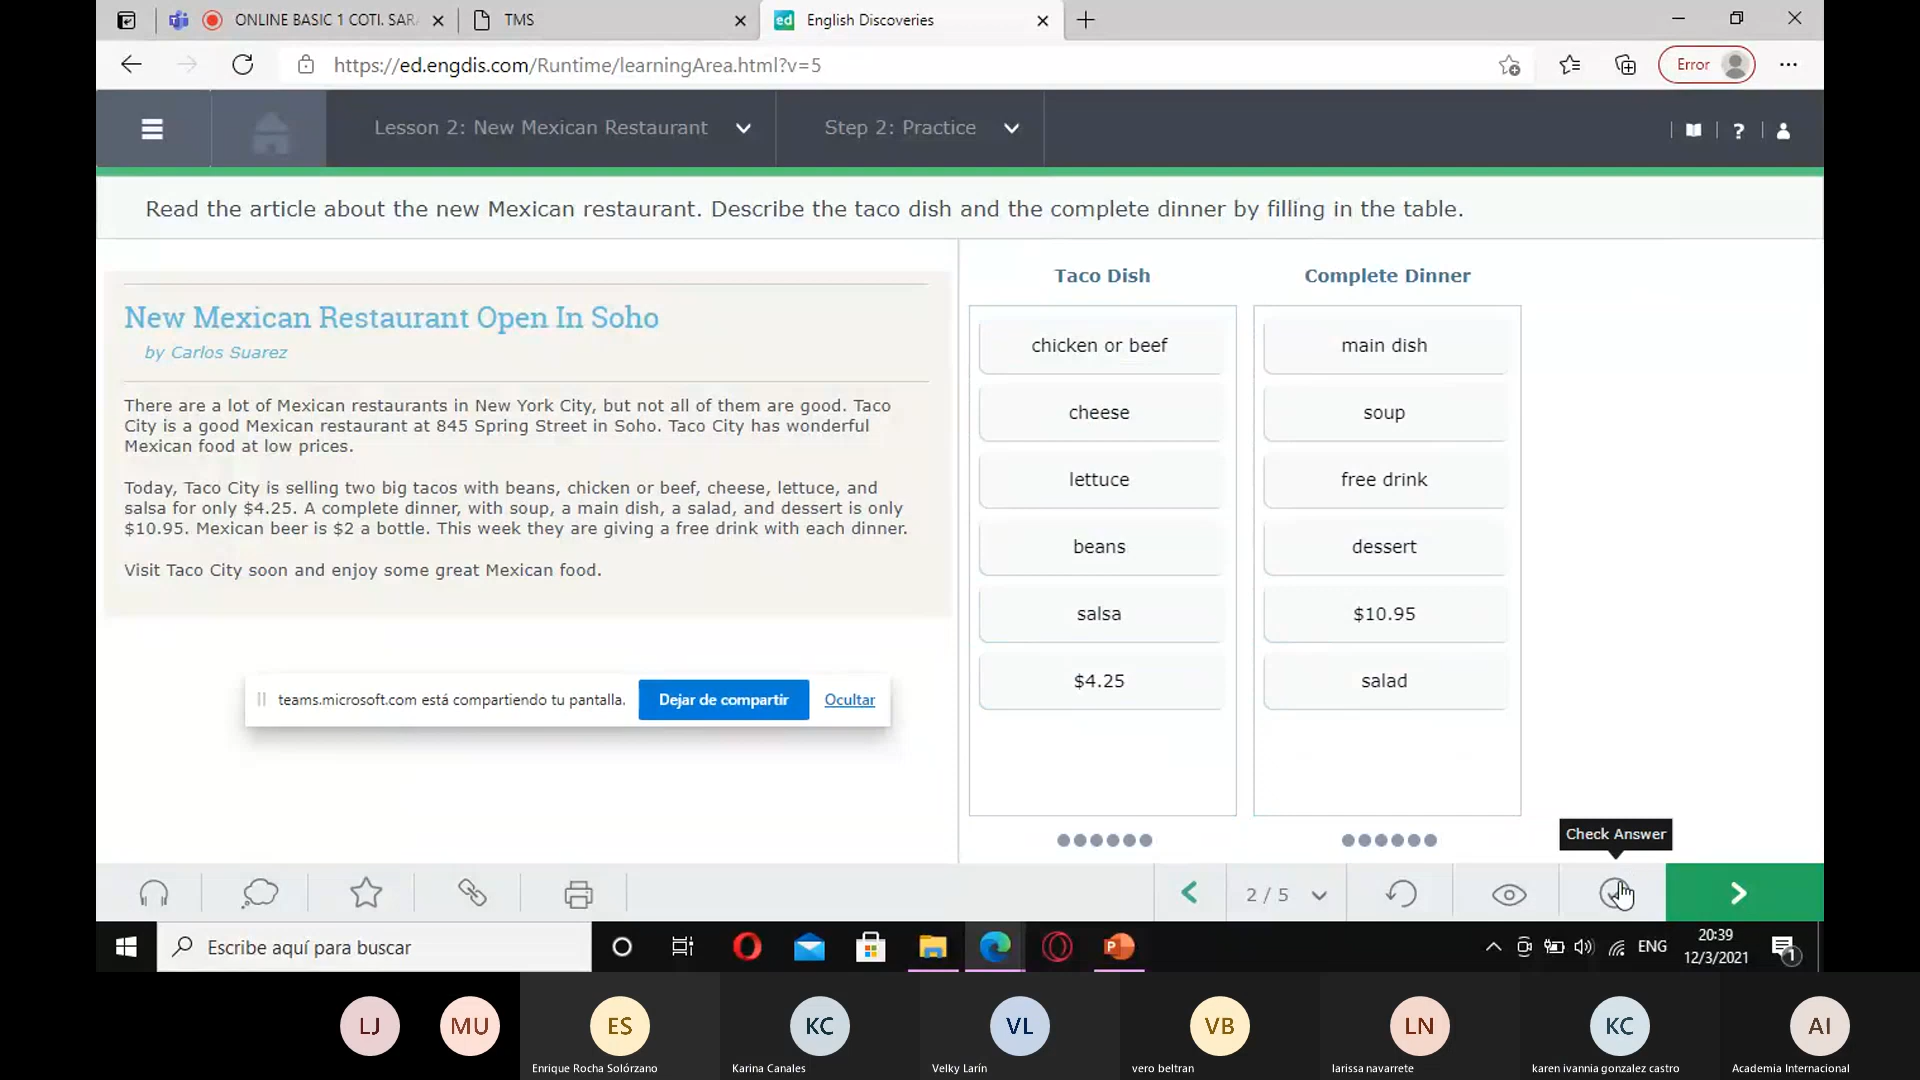 ONLINE BASIC 1 COTI. SAR
TMS
English Discoveries
https://ed.engdis.com/Runtime/learningArea.html?v=5
Error
Lesson 2: New Mexican Restaurant
Step 2: Practice
Read the article about the new Mexican restaurant. Describe the taco dish and the complete dinner by filling in the table.
New Mexican Restaurant Open In Soho
by Carlos Suarez
There are a lot of Mexican restaurants in New York City, but not all of them are good. Taco
City is a good Mexican restaurant at 845 Spring Street in Soho. Taco City has wonderful
Mexican food at low prices.
Today, Taco City is selling two big tacos with beans, chicken or beef, cheese, lettuce, and
salsa for only $4.25. A complete dinner, with soup, a main dish, a salad, and dessert is only
$10.95. Mexican beer is $2 a bottle. This week they are giving a free drink with each dinner.
Visit Taco City soon and enjoy some great Mexican food.
teams.microsoft.com está compartiendo tu pantalla.
Dejar de compartir
Ocultar
Taco Dish
chicken or beef
cheese
lettuce
beans
salsa
$4.25
Complete Dinner
main dish
soup
free drink
dessert
$10.95
salad
Check Answer
2 / 5
Escribe aquí para buscar
ENG
20:39
12/3/2021
1
LJ
MU
ES
KC
VL
VB
LN
KC
AI
Enrique Rocha Solórzano
Karina Canales
Velky Larín
vero beltran
larissa navarrete
karen ivannia gonzalez castro
Academia Internacional